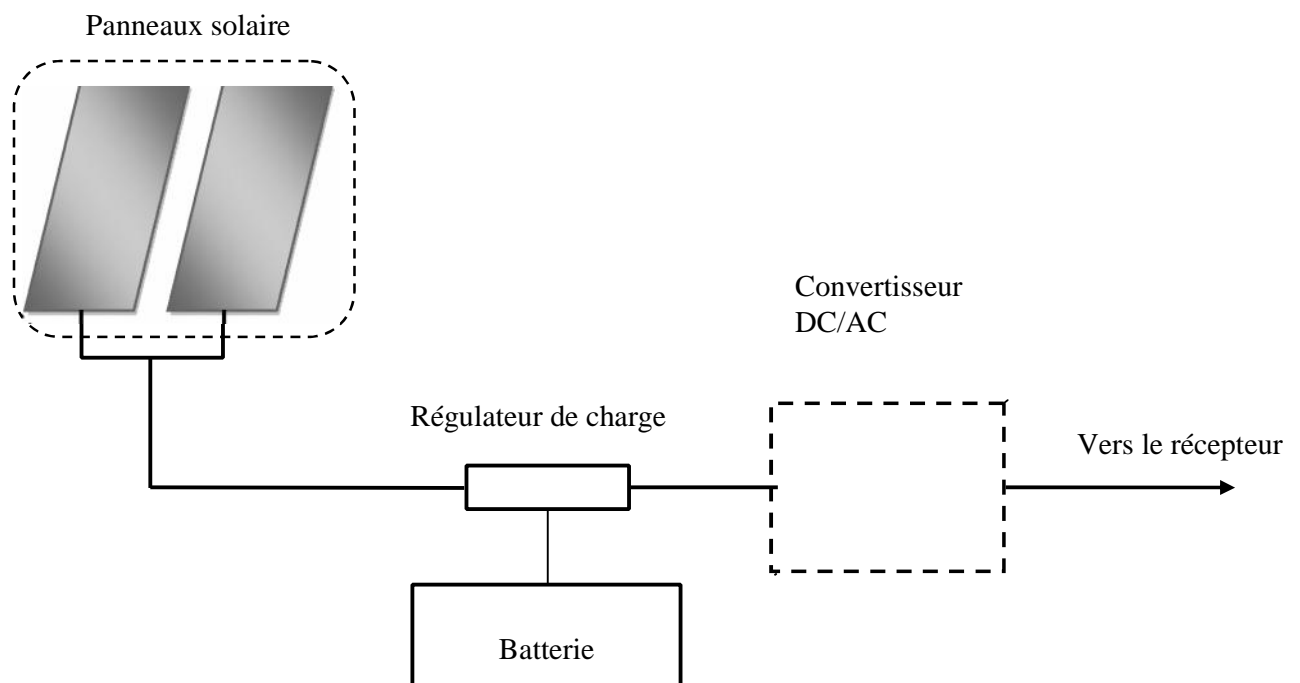 Panneaux solaire
Convertisseur
DC/AC
Régulateur de charge
Vers le récepteur
Batterie